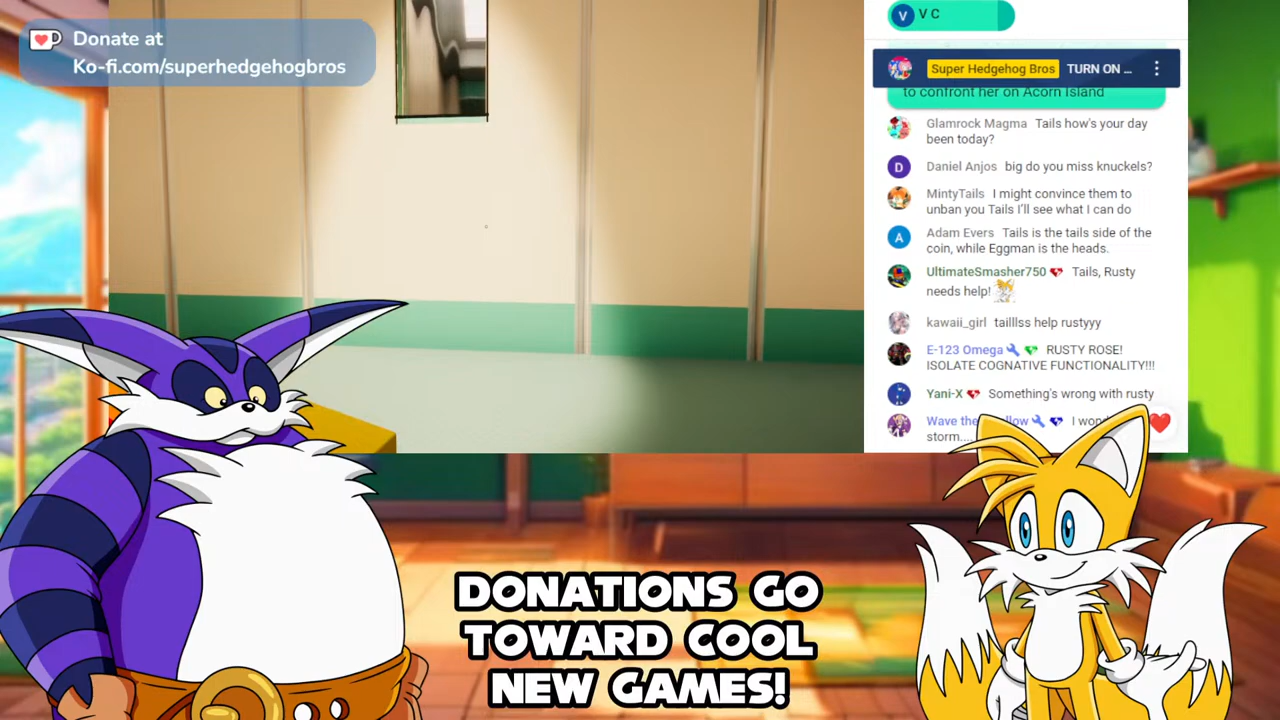 Donate at
Ko-fi.com/superhedgehogbros
V V C
Super Hedgehog Bros TURN ON ...
to confront her on Acorn Island
Glamrock Magma Tails how's your day
been today?
D Daniel Anjos big do you miss knuckels?
MintyTails I might convince them to
unban you Tails I'll see what I can do
A Adam Evers Tails is the tails side of the
coin, while Eggman is the heads.
UltimateSmasher750 Tails, Rusty
needs help!
kawaii_girl tailllss help rustyyy
E-123 Omega RUSTY ROSE!
ISOLATE COGNATIVE FUNCTIONALITY!!!
Yani-X Something's wrong with rusty
Wave the
storm....
DONATIONS GO
TOWARD COOL
NEW GAMES!